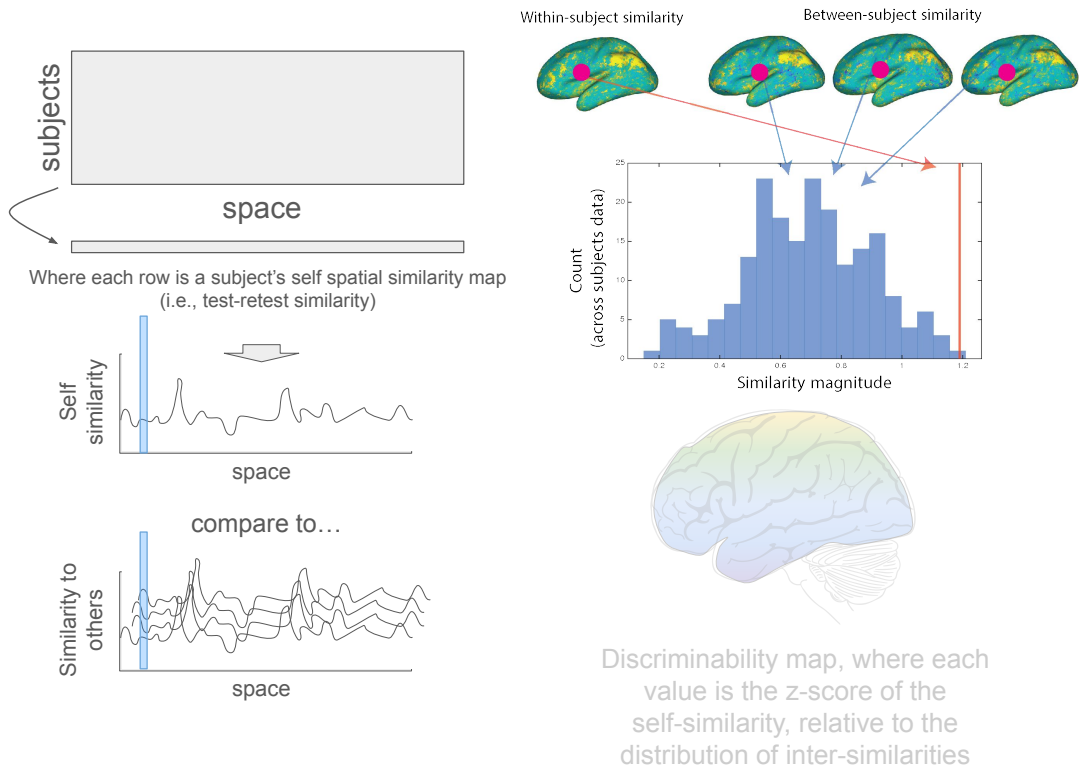 subjects
space
Where each row is a subject's self spatial similarity map
(i.e., test-retest similarity)
Self
similarity
space
compare to…
Similarity to
others
space
Within-subject similarity
Between-subject similarity
Count
(across subjects data)
25
20
15
10
5
0
0.2
0.4
0.6
0.8
1
1.2
Similarity magnitude
Discriminability map, where each
value is the z-score of the
self-similarity, relative to the
distribution of inter-similarities